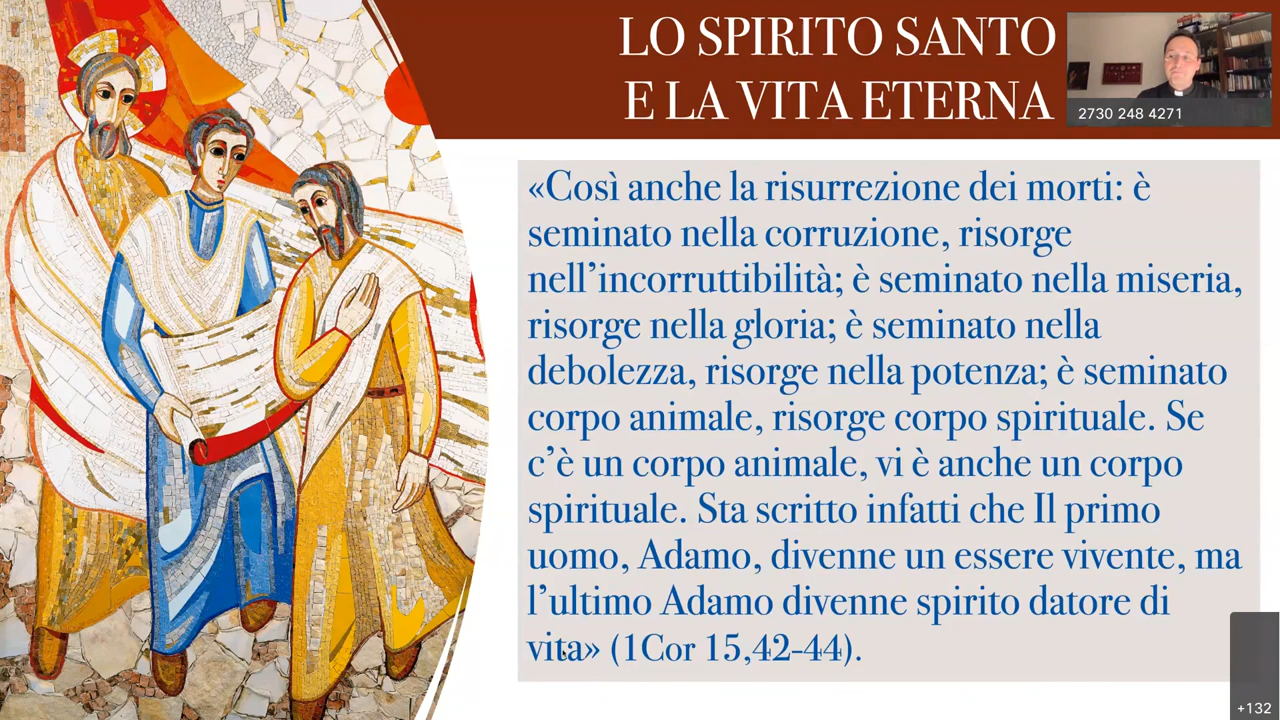 LO SPIRITO SANTO
E LA VITA ETERNA
2730 248 4271
«Così anche la risurrezione dei morti: è
seminato nella corruzione, risorge
nell’incorruttibilità; è seminato nella miseria,
risorge nella gloria; è seminato nella
debolezza, risorge nella potenza; è seminato
corpo animale, risorge corpo spirituale. Se
c’è un corpo animale, vi è anche un corpo
spirituale. Sta scritto infatti che Il primo
uomo, Adamo, divenne un essere vivente, ma
l’ultimo Adamo divenne spirito datore di
vita» (1Cor 15,42-44).
+132